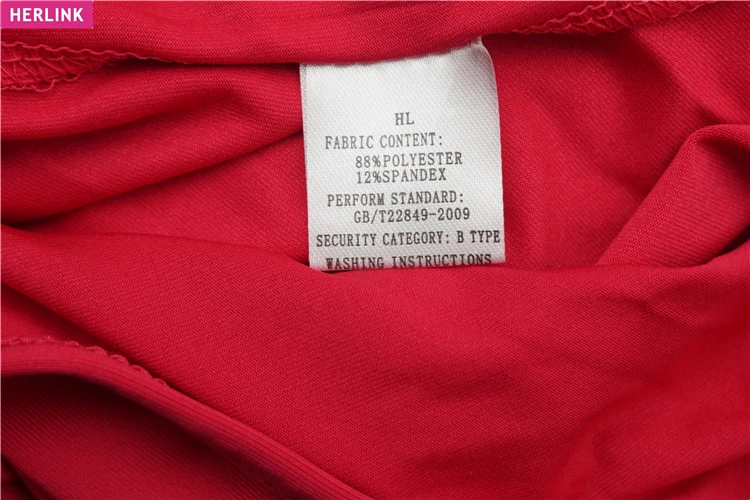 HERLINK
HL
FABRIC CONTENT:
88%POLYESTER
12%SPANDEX
PERFORM STANDARD:
GB/T22849-2009
SECURITY CATEGORY: B TYPE
WASHING INSTRUCTIONS